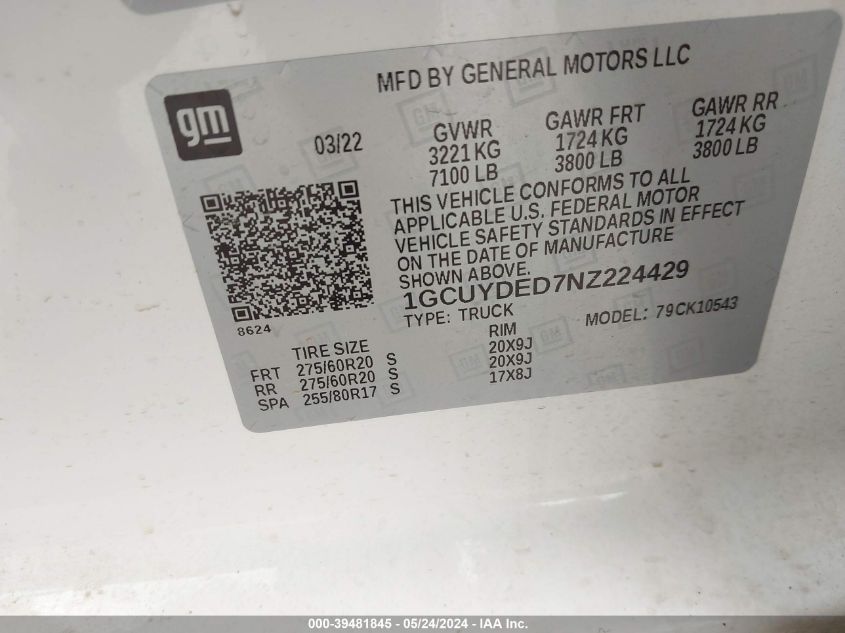 MFD BY GENERAL MOTORS LLC
gm
03/22
GVWR GAWR FRT GAWR RR
3221 KG 1724 KG 1724 KG
7100 LB 3800 LB 3800 LB
THIS VEHICLE CONFORMS TO ALL
APPLICABLE U.S. FEDERAL MOTOR
VEHICLE SAFETY STANDARDS IN EFFECT
ON THE DATE OF MANUFACTURE
SHOWN ABOVE.
1GCUYDED7NZ224429
TYPE: TRUCK MODEL: 79CK10543
8624
TIRE SIZE RIM
FRT 275/60R20 S 20X9J
RR 275/60R20 S 20X9J
SPA 255/80R17 S 17X8J
000-39481845 - 05/24/2024 - IAA Inc.